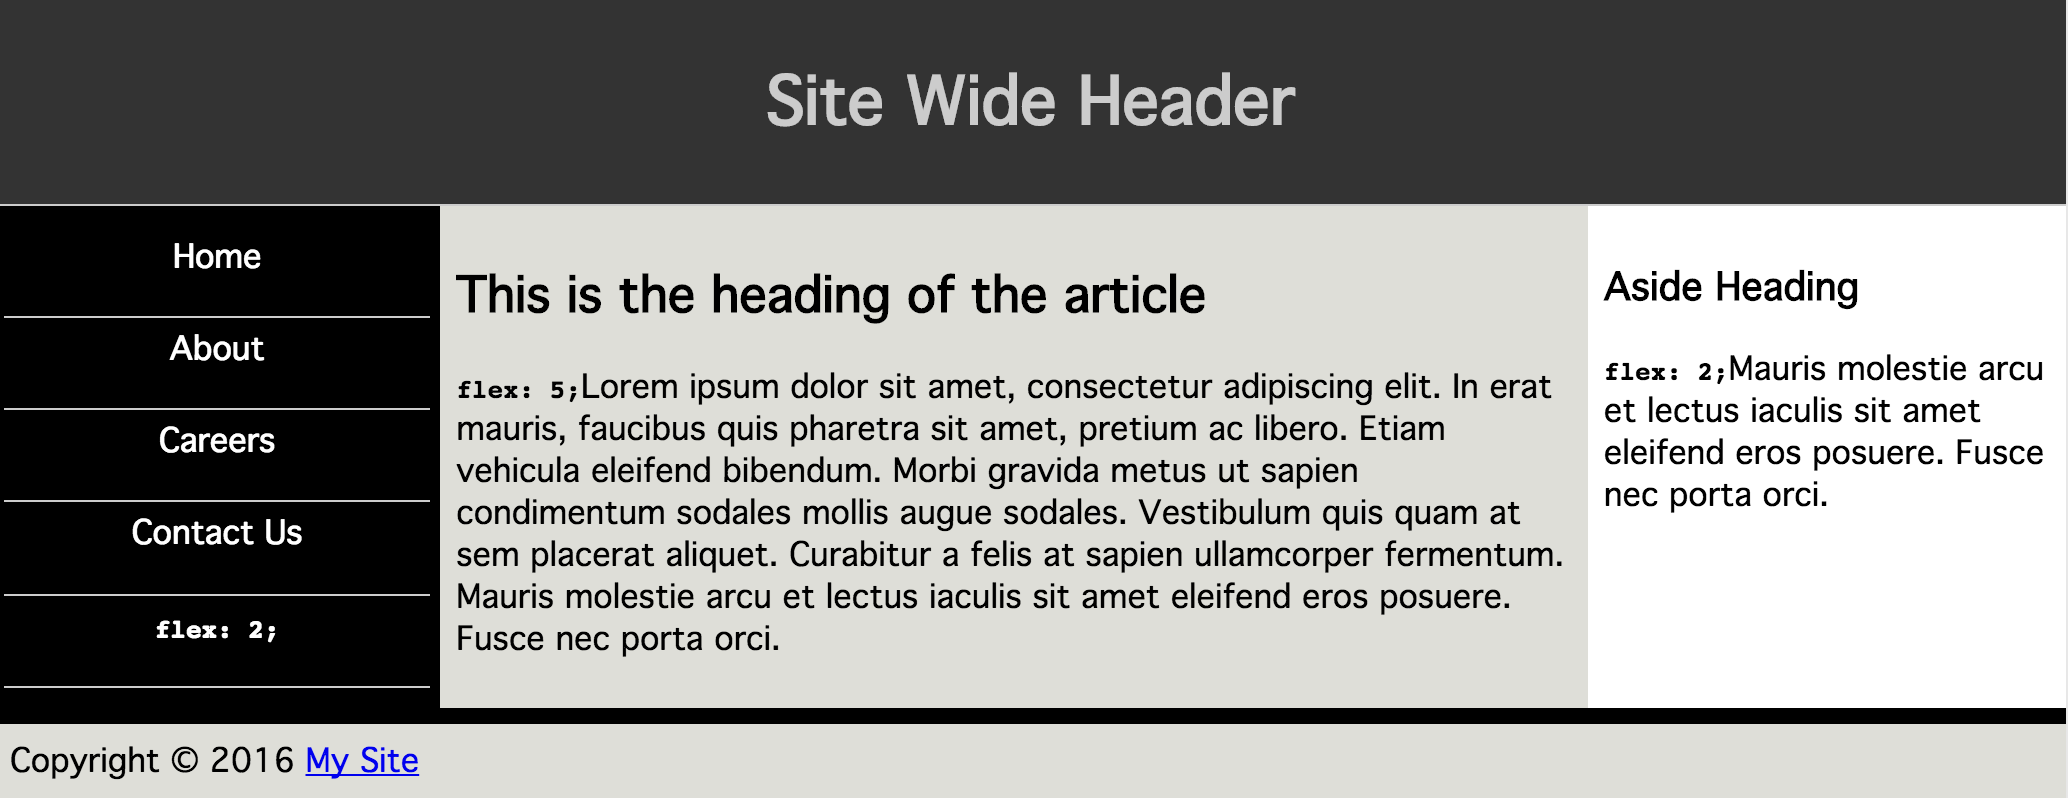 Site Wide Header
Home
About
Careers
Contact Us
flex: 2;
This is the heading of the article
flex: 5;Lorem ipsum dolor sit amet, consectetur adipiscing elit. In erat
mauris, faucibus quis pharetra sit amet, pretium ac libero. Etiam
vehicula eleifend bibendum. Morbi gravida metus ut sapien
condimentum sodales mollis augue sodales. Vestibulum quis quam at
sem placerat aliquet. Curabitur a felis at sapien ullamcorper fermentum.
Mauris molestie arcu et lectus iaculis sit amet eleifend eros posuere.
Fusce nec porta orci.
Aside Heading
flex: 2;Mauris molestie arcu
et lectus iaculis sit amet
eleifend eros posuere. Fusce
nec porta orci.
Copyright © 2016 My Site